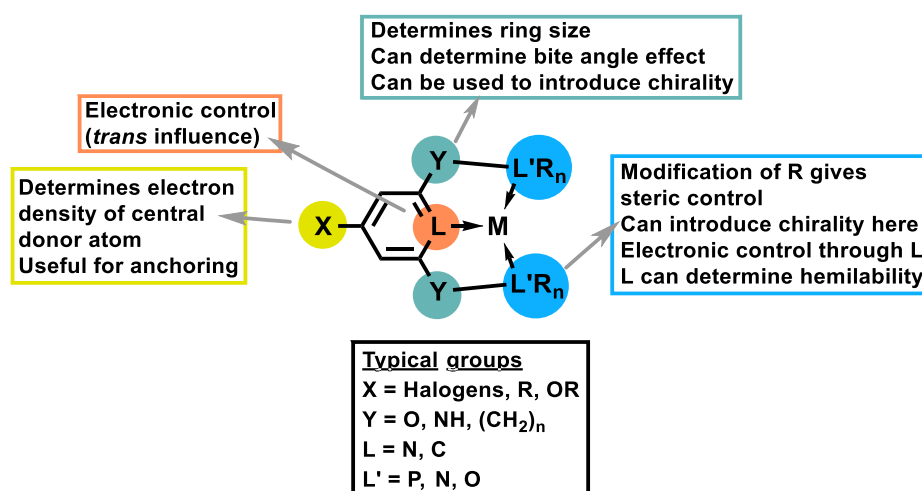 Determines ring size
Can determine bite angle effect
Can be used to introduce chirality
Electronic control
(trans influence)
Determines electron
density of central
donor atom
Useful for anchoring
Y
L'Rₙ
X
L
M
Y
L'Rₙ
Modification of R gives
steric control
Can introduce chirality here
Electronic control through L
L can determine hemilability
Typical groups
X = Halogens, R, OR
Y = O, NH, (CH₂)ₙ
L = N, C
L' = P, N, O